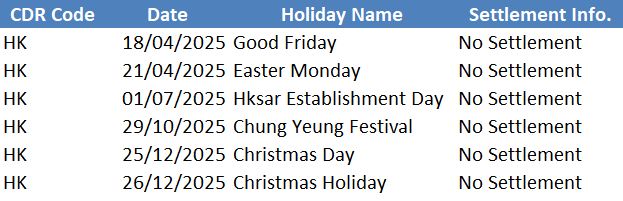 CDR Code Date Holiday Name Settlement Info.
HK 18/04/2025 Good Friday No Settlement
HK 21/04/2025 Easter Monday No Settlement
HK 01/07/2025 Hksar Establishment Day No Settlement
HK 29/10/2025 Chung Yeung Festival No Settlement
HK 25/12/2025 Christmas Day No Settlement
HK 26/12/2025 Christmas Holiday No Settlement